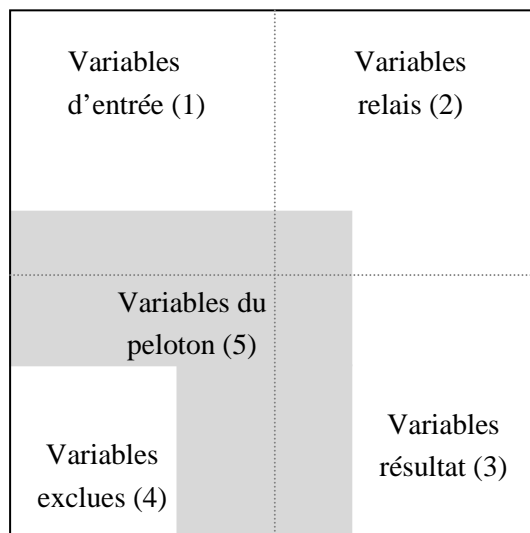 Variables
d’entrée (1)
Variables
relais (2)
Variables du
peloton (5)
Variables
résultat (3)
Variables
exclues (4)